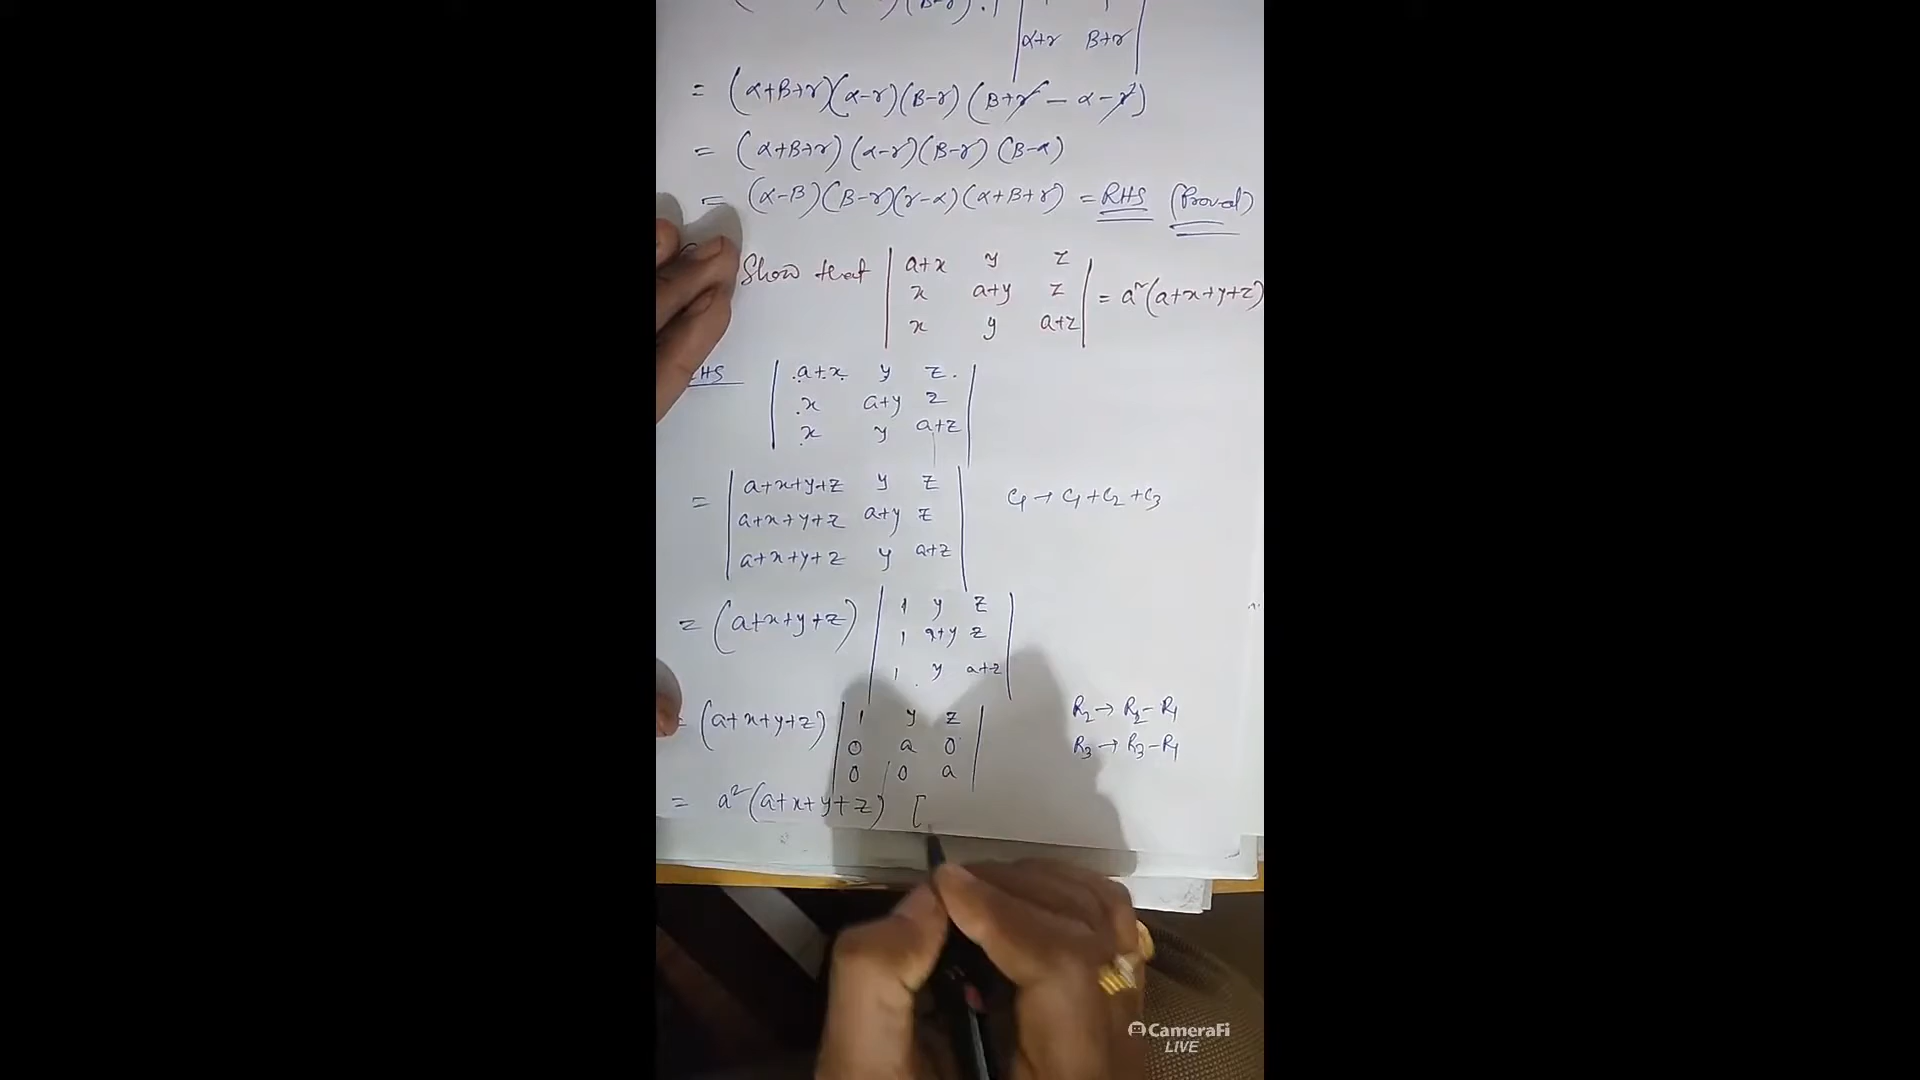 α+r β+r
= (α+β+r)(α-r)(β-r)(β+r - α-r)
= (α+β+r)(α-r)(β-r)(β-α)
= (α-β)(β-r)(r-α)(α+β+r) = RHS (Proved)
Show that | a+x y z |
| x a+y z | = a²(a+x+y+z)
| x y a+z |
HS | a+x y z |
| x a+y z |
| x y a+z |
= | a+x+y+z y z | C₁→C₁+C₂+C₃
| a+x+y+z a+y z |
| a+x+y+z y a+z |
= (a+x+y+z) | 1 y z |
| 1 a+y z |
| 1 y a+z |
= (a+x+y+z) | 1 y z | R₂→R₂-R₁
| 0 a 0 | R₃→R₃-R₁
| 0 0 a |
= a²(a+x+y+z) [
CameraFi
LIVE